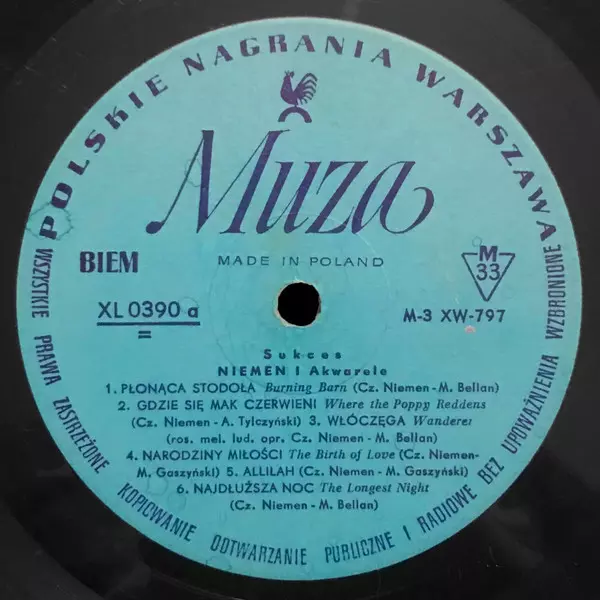 POLSKIE NAGRANIA WARSZAWA
Muza
MADE IN POLAND
BIEM
M
33
XL 0390 a
=
M-3 XW-797
Sukces
NIEMEN i Akwarele
1. PŁONĄCA STODOŁA Burning Barn (Cz. Niemen-M. Bellan)
2. GDZIE SIĘ MAK CZERWIENI Where the Poppy Reddens
(Cz. Niemen-A. Tylczyński) 3. WŁÓCZĘGA Wanderer
(ros. mel. lud. opr. Cz. Niemen-M. Bellan)
4. NARODZINY MIŁOŚCI The Birth of Love (Cz. Niemen-
M. Gaszyński) 5. ALLILAH (Cz. Niemen-M. Gaszyński)
6. NAJDŁUŻSZA NOC The Longest Night
(Cz. Niemen-M. Bellan)
WSZYSTKIE PRAWA ZASTRZEŻONE KOPIOWANIE ODTWARZANIE PUBLICZNE I RADIOWE BEZ UPOWAŻNIENIA WZBRONIONE